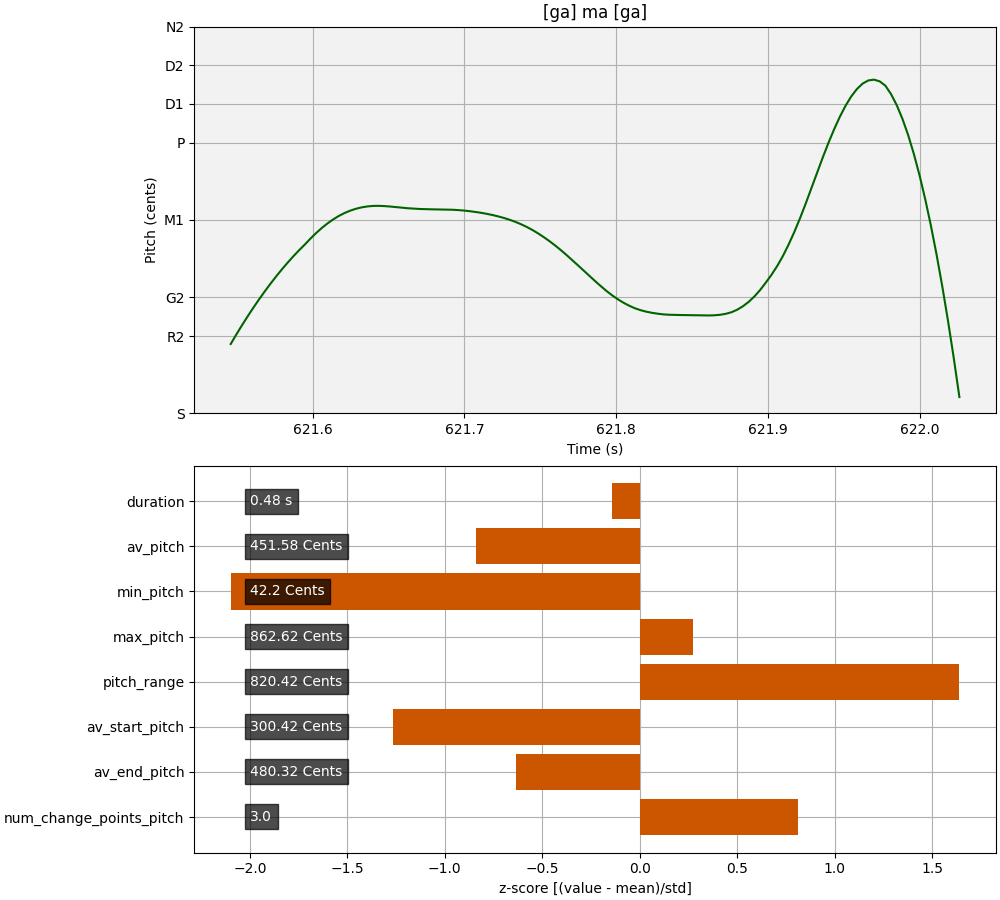 [ga] ma [ga]
N2
D2
D1
P
M1
G2
R2
S
Pitch (cents)
621.6 621.7 621.8 621.9 622.0
Time (s)
duration 0.48 s
av_pitch 451.58 Cents
min_pitch 42.2 Cents
max_pitch 862.62 Cents
pitch_range 820.42 Cents
av_start_pitch 300.42 Cents
av_end_pitch 480.32 Cents
num_change_points_pitch 3.0
−2.0 −1.5 −1.0 −0.5 0.0 0.5 1.0 1.5
z-score [(value - mean)/std]